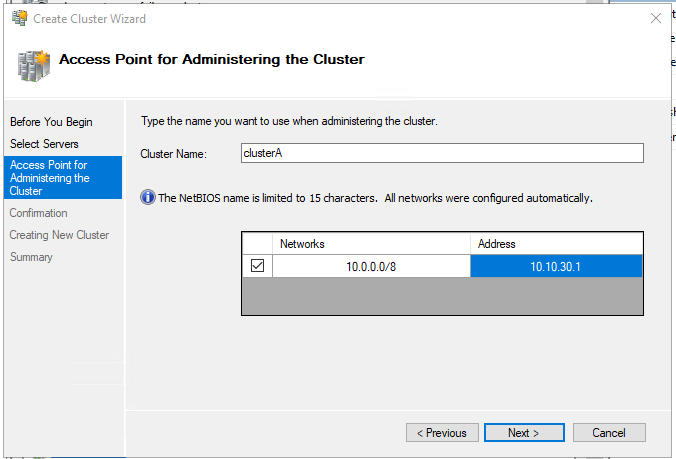 Create Cluster Wizard
Access Point for Administering the Cluster
Before You Begin
Select Servers
Access Point for
Administering the
Cluster
Confirmation
Creating New Cluster
Summary
Type the name you want to use when administering the cluster.
Cluster Name: clusterA
The NetBIOS name is limited to 15 characters. All networks were configured automatically.
Networks Address
10.0.0.0/8 10.10.30.1
< Previous Next > Cancel